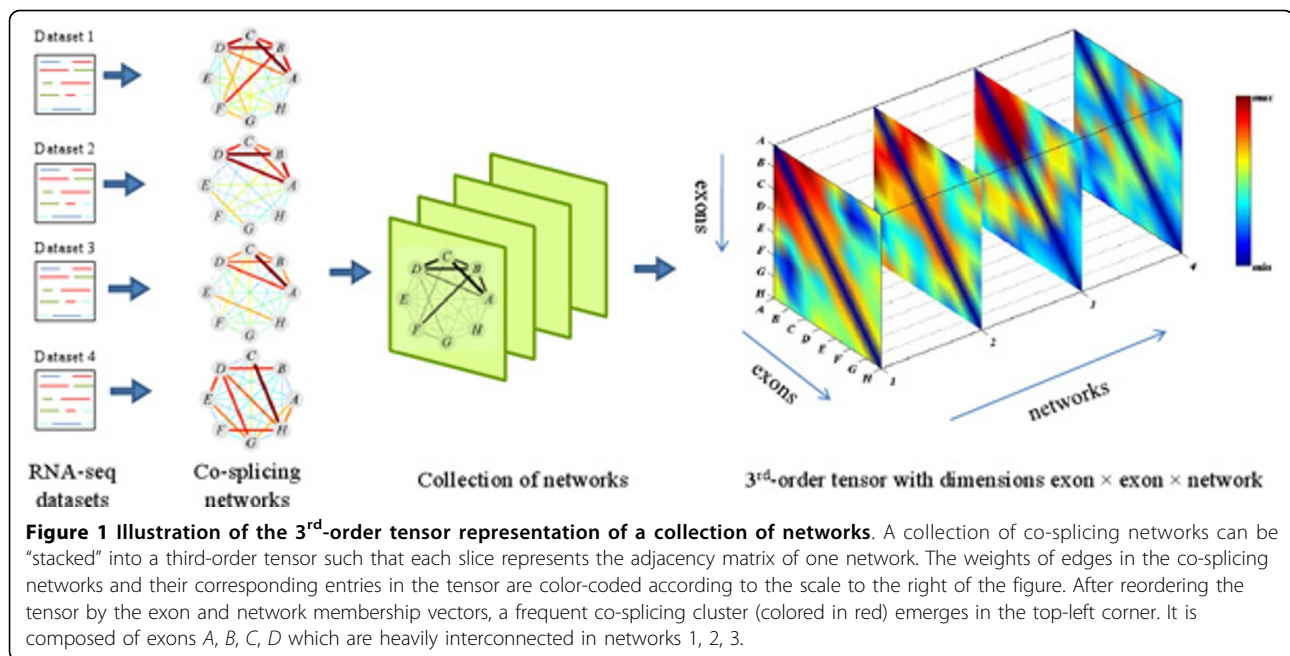 Dataset 1
C
D
B
E
A
F
H
G
Dataset 2
C
D
B
E
A
F
H
G
Dataset 3
C
D
B
E
A
F
H
G
Dataset 4
C
D
B
E
A
F
H
G
C
D
B
E
A
F
H
G
exons
A
B
C
D
E
F
G
H
A
B
C
D
E
F
G
H
1
2
3
4
exons
networks
max
min
RNA-seq
datasets
Co-splicing
networks
Collection of networks
3rd-order tensor with dimensions exon × exon × network
Figure 1 Illustration of the 3rd-order tensor representation of a collection of networks. A collection of co-splicing networks can be
“stacked” into a third-order tensor such that each slice represents the adjacency matrix of one network. The weights of edges in the co-splicing
networks and their corresponding entries in the tensor are color-coded according to the scale to the right of the figure. After reordering the
tensor by the exon and network membership vectors, a frequent co-splicing cluster (colored in red) emerges in the top-left corner. It is
composed of exons A, B, C, D which are heavily interconnected in networks 1, 2, 3.